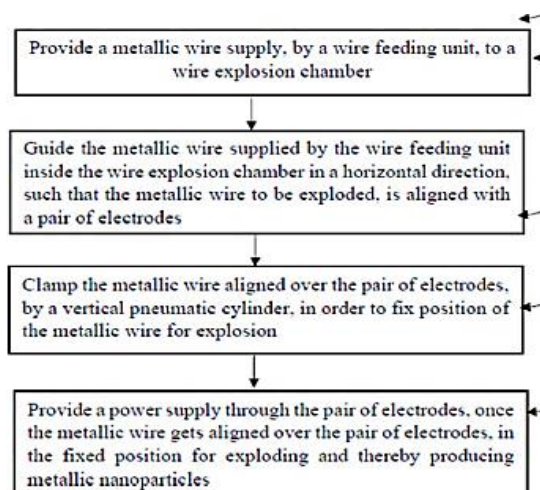 Provide a metallic wire supply, by a wire feeding unit, to a
wire explosion chamber
Guide the metallic wire supplied by the wire feeding unit
inside the wire explosion chamber in a horizontal direction,
such that the metallic wire to be exploded, is aligned with
a pair of electrodes
Clamp the metallic wire aligned over the pair of electrodes,
by a vertical pneumatic cylinder, in order to fix position of
the metallic wire for explosion
Provide a power supply through the pair of electrodes, once
the metallic wire gets aligned over the pair of electrodes, in
the fixed position for exploding and thereby producing
metallic nanoparticles